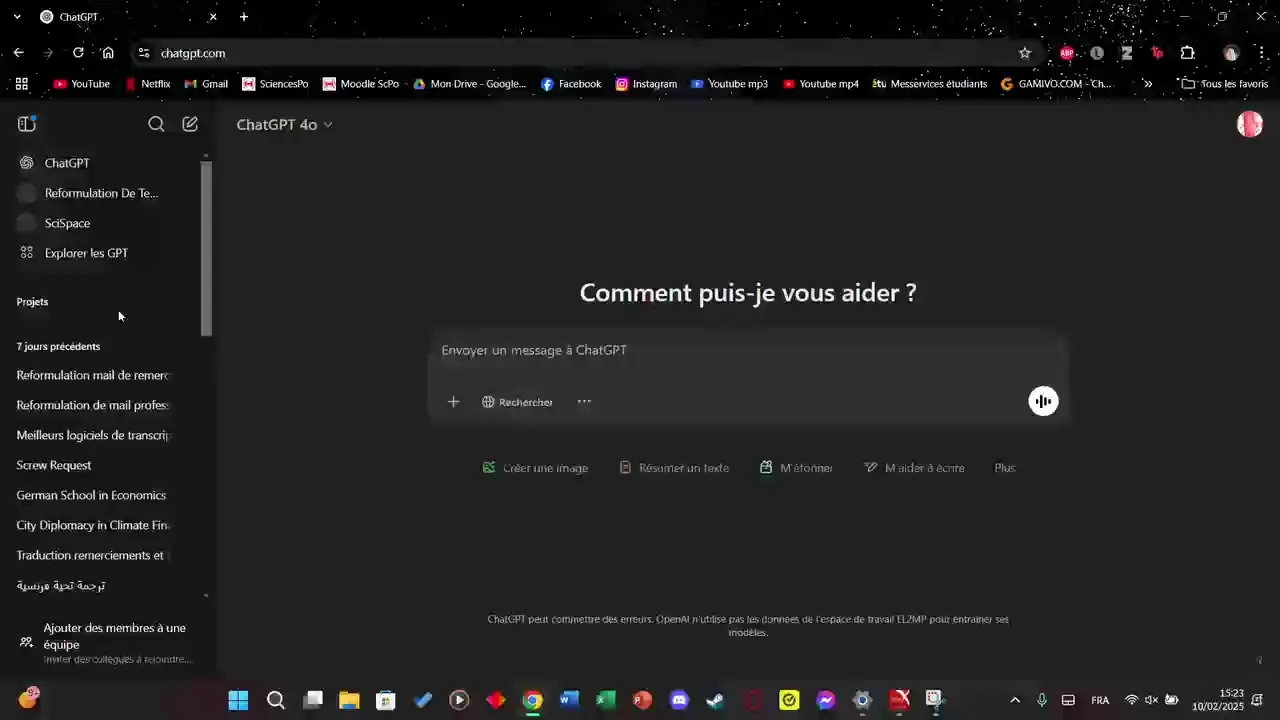 ChatGPT
chatgpt.com
YouTube
Netflix
Gmail
SciencesPo
Moodle ScPo
Mon Drive - Google...
Facebook
Instagram
Youtube mp3
Youtube mp4
étu Messervices étudiants
GAMIVO.COM - Ch...
Tous les favoris
ChatGPT 4o
ChatGPT
Reformulation De Te...
SciSpace
Explorer les GPT
Projets
7 jours précédents
Reformulation mail de remerc
Reformulation de mail profes
Meilleurs logiciels de transcrip
Screw Request
German School in Economics
City Diplomacy in Climate Fin
Traduction remerciements et
ترجمة تحية فرنسية
Ajouter des membres à une
équipe
Inviter des collègues à rejoindre...
Comment puis-je vous aider ?
Envoyer un message à ChatGPT
Rechercher
Créer une image
Résumer un texte
M'étonner
M'aider à écrire
Plus
ChatGPT peut commettre des erreurs. OpenAI n'utilise pas les données de l'espace de travail ELZMP pour entraîner ses
modèles.
FRA
15:23
10/02/2025